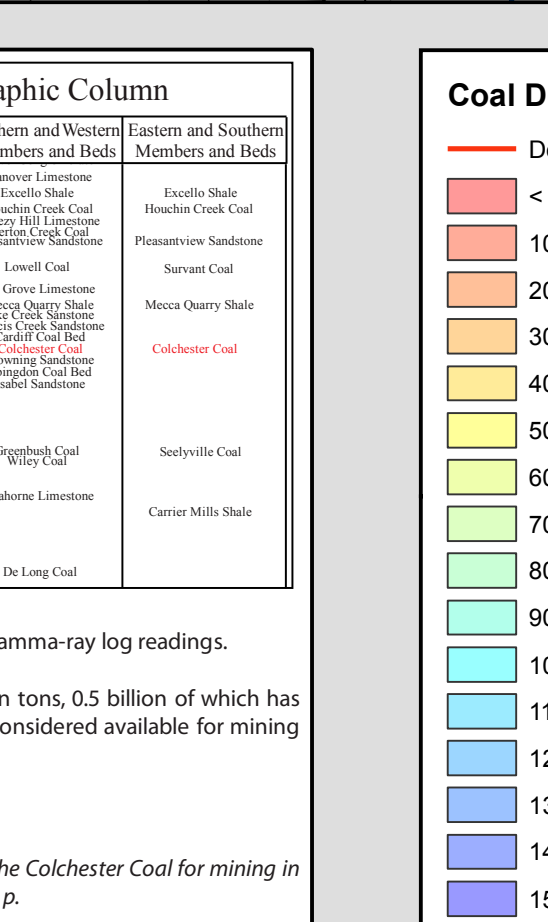 aphic Column
hern and Western Eastern and Southern
mbers and Beds Members and Beds
nover Limestone
Excello Shale Excello Shale
uchin Creek Coal Houchin Creek Coal
ezy Hill Limestone
erton Creek Coal
santview Sandstone Pleasantview Sandstone
Lowell Coal Survant Coal
Grove Limestone
ecca Quarry Shale Mecca Quarry Shale
ke Creek Sanstone
cis Creek Sandstone
Cardiff Coal Bed
Colchester Coal Colchester Coal
owning Sandstone
bingdon Coal Bed
sabel Sandstone
Greenbush Coal Seelyville Coal
Wiley Coal
ahorne Limestone
Carrier Mills Shale
De Long Coal
amma-ray log readings.
n tons, 0.5 billion of which has
onsidered available for mining
he Colchester Coal for mining in
p.
Coal D
De
<
10
20
30
40
50
60
70
80
90
10
11
12
13
14
15